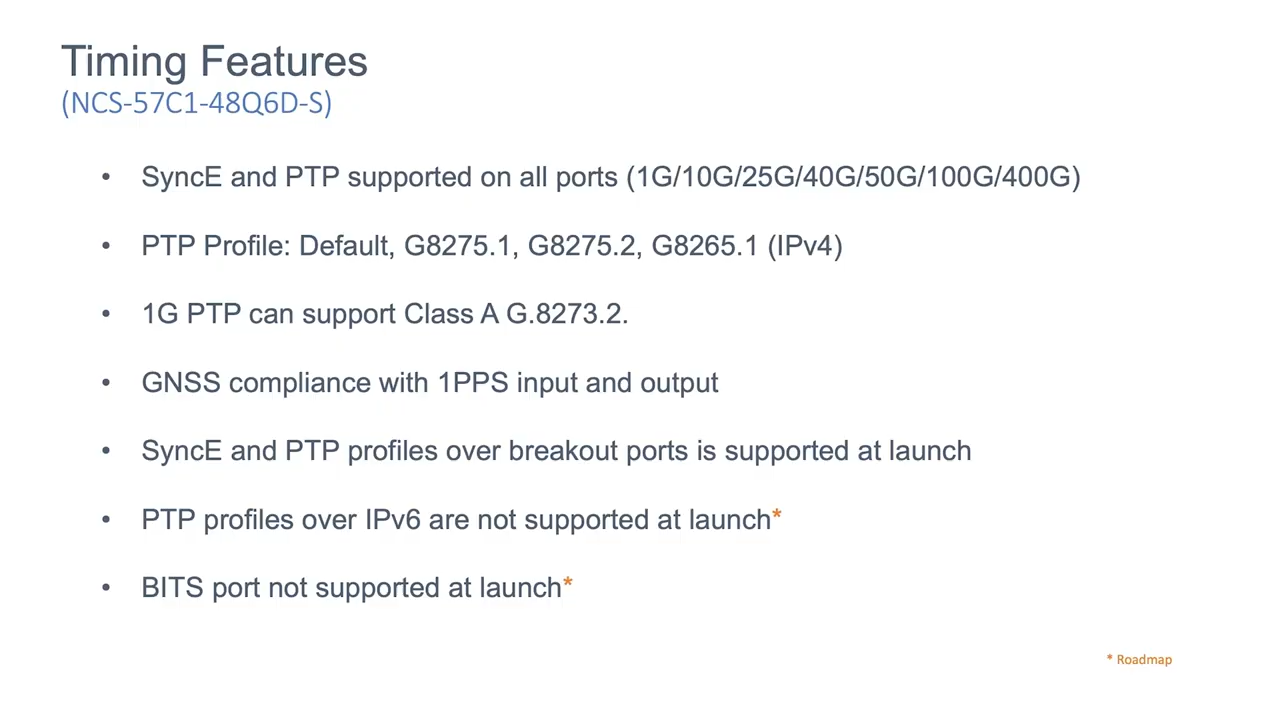 Timing Features
(NCS-57C1-48Q6D-S)
• SyncE and PTP supported on all ports (1G/10G/25G/40G/50G/100G/400G)
• PTP Profile: Default, G8275.1, G8275.2, G8265.1 (IPv4)
• 1G PTP can support Class A G.8273.2.
• GNSS compliance with 1PPS input and output
• SyncE and PTP profiles over breakout ports is supported at launch
• PTP profiles over IPv6 are not supported at launch*
• BITS port not supported at launch*
* Roadmap